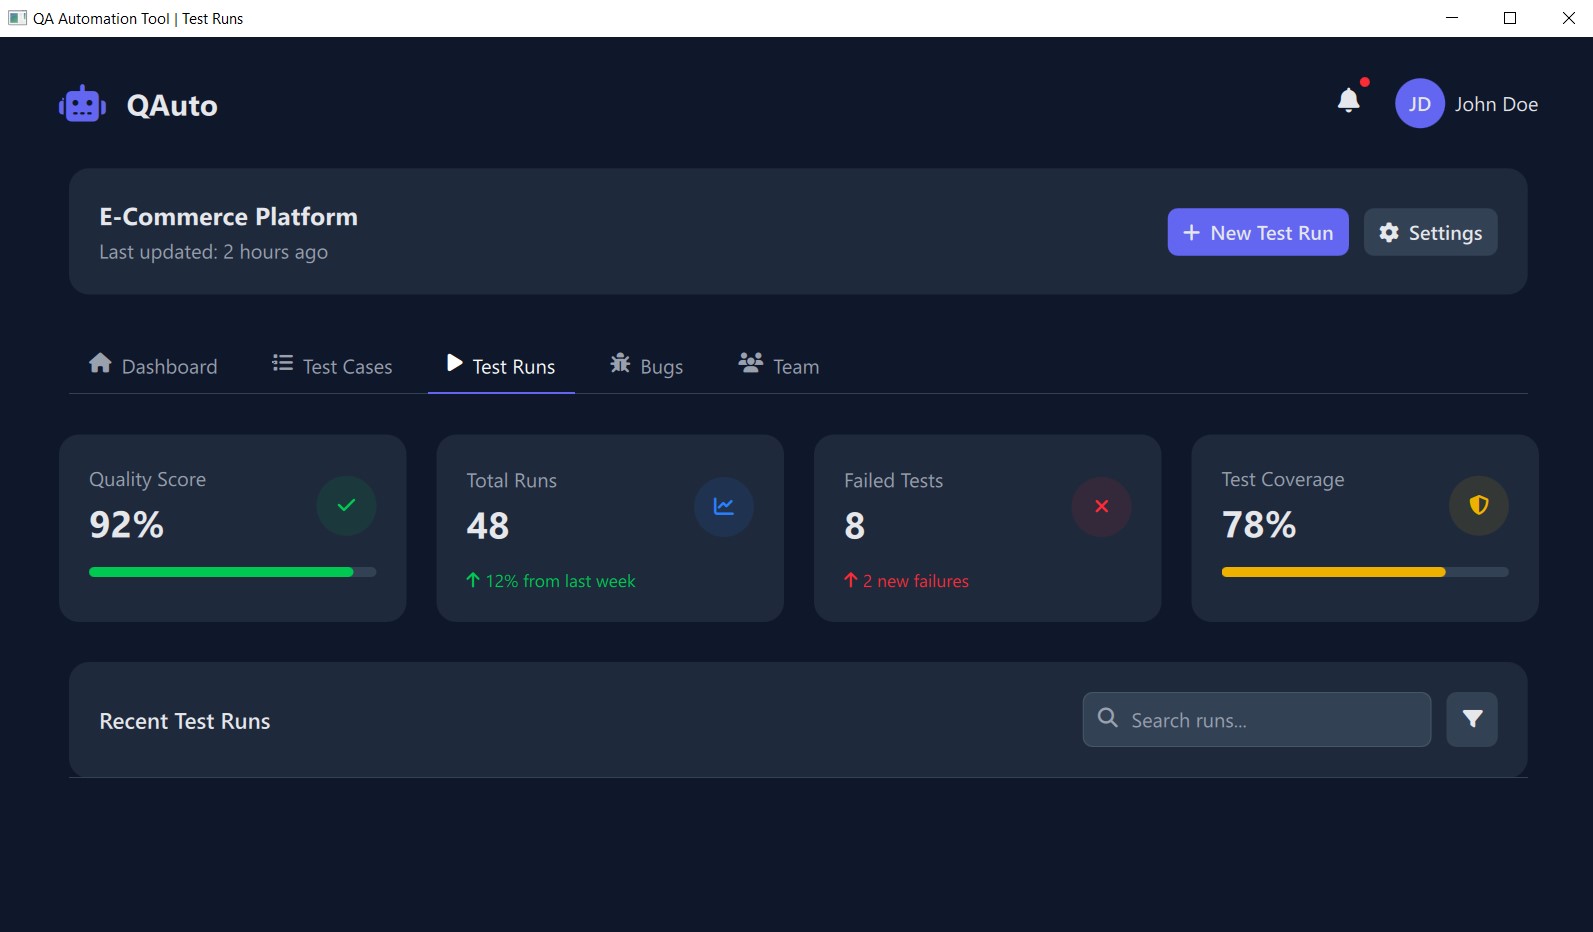 QA Automation Tool | Test Runs
QAuto
JD John Doe
E-Commerce Platform
Last updated: 2 hours ago
New Test Run
Settings
Dashboard
Test Cases
Test Runs
Bugs
Team
Quality Score
92%
Total Runs
48
12% from last week
Failed Tests
8
2 new failures
Test Coverage
78%
Recent Test Runs
Search runs...